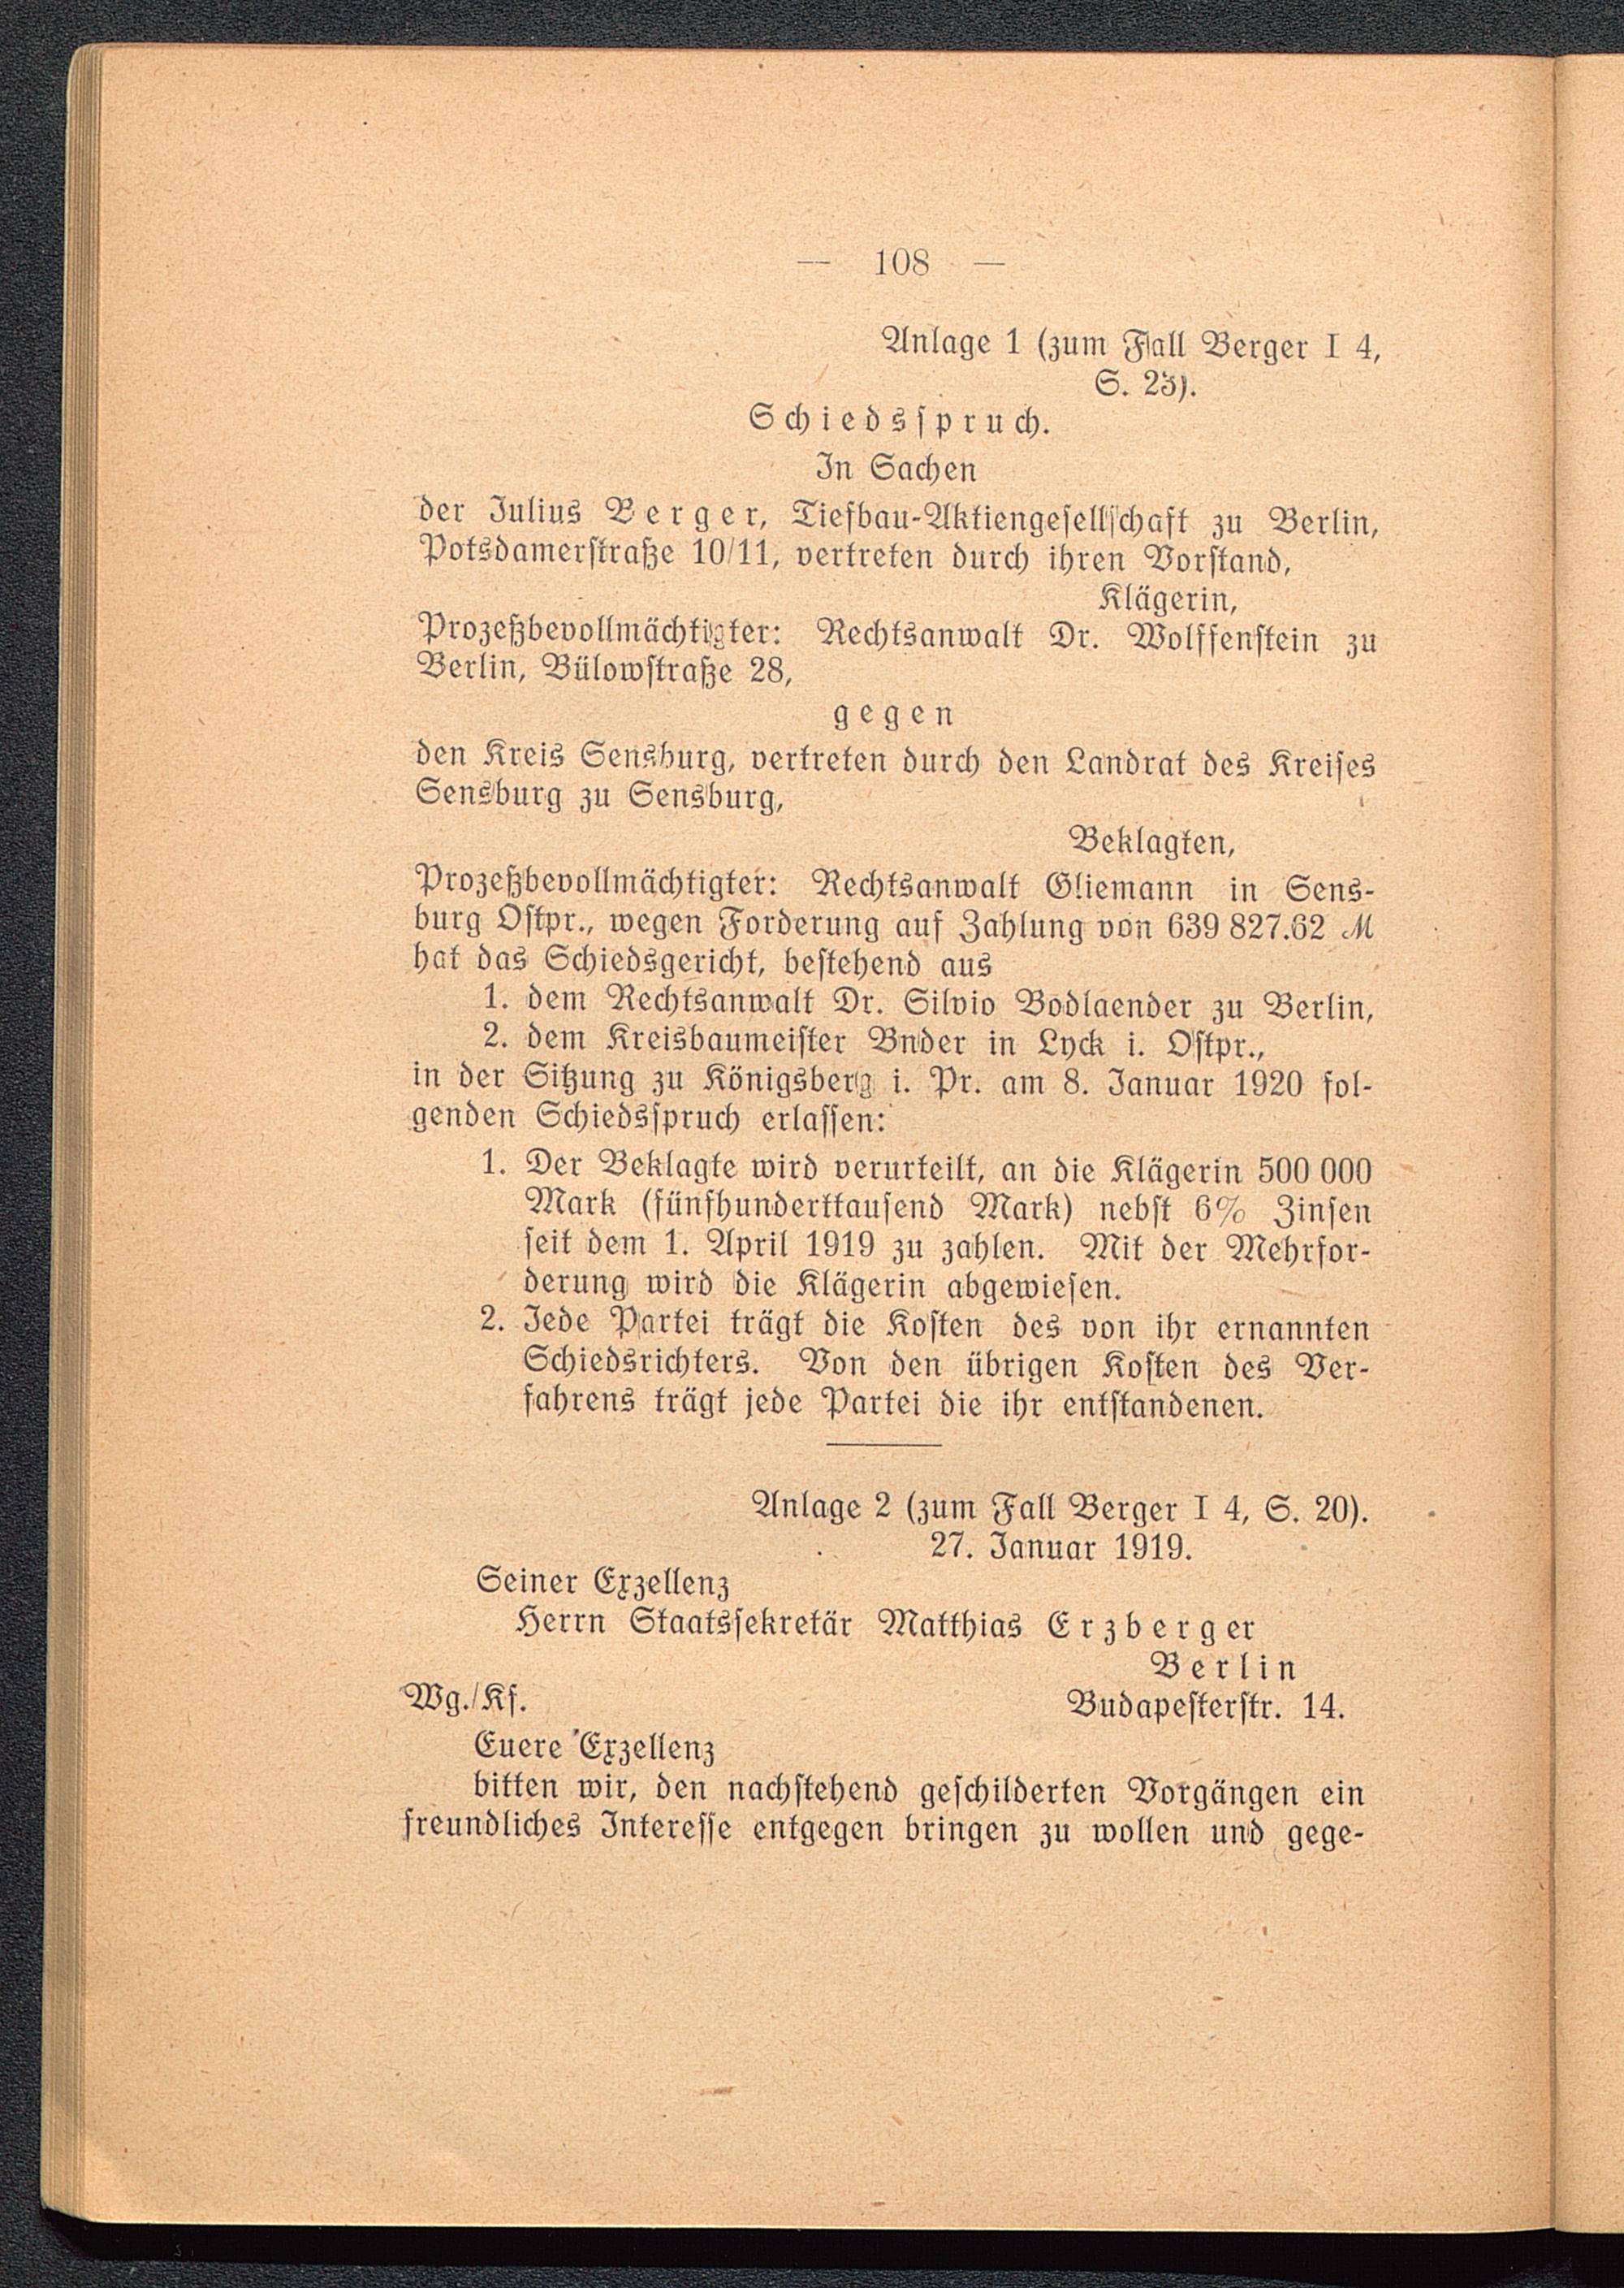 — 108 —
Anlage 1 (zum Fall Berger I 4,
S. 23).
Schiedsspruch.
In Sachen
der Julius Berger, Tiefbau-Aktiengesellschaft zu Berlin,
Potsdamerstraße 10/11, vertreten durch ihren Vorstand,
Klägerin,
Prozeßbevollmächtigter: Rechtsanwalt Dr. Wolffenstein zu
Berlin, Bülowstraße 28,
gegen
den Kreis Sensburg, vertreten durch den Landrat des Kreises
Sensburg zu Sensburg,
Beklagten,
Prozeßbevollmächtigter: Rechtsanwalt Gliemann in Sens-
burg Ostpr., wegen Forderung auf Zahlung von 639 827.62 M
hat das Schiedsgericht, bestehend aus
1. dem Rechtsanwalt Dr. Silvio Bodlaender zu Berlin,
2. dem Kreisbaumeister Bnder in Lyck i. Ostpr.,
in der Sitzung zu Königsberg i. Pr. am 8. Januar 1920 fol-
genden Schiedsspruch erlassen:
1. Der Beklagte wird verurteilt, an die Klägerin 500 000
Mark (fünfhunderttausend Mark) nebst 6% Zinsen
seit dem 1. April 1919 zu zahlen. Mit der Mehrfor-
derung wird die Klägerin abgewiesen.
2. Jede Partei trägt die Kosten des von ihr ernannten
Schiedsrichters. Von den übrigen Kosten des Ver-
fahrens trägt jede Partei die ihr entstandenen.
Anlage 2 (zum Fall Berger I 4, S. 20).
27. Januar 1919.
Seiner Exzellenz
Herrn Staatssekretär Matthias Erzberger
Berlin
Wg./Kf. Budapesterstr. 14.
Euere Exzellenz
bitten wir, den nachstehend geschilderten Vorgängen ein
freundliches Interesse entgegen bringen zu wollen und gege-